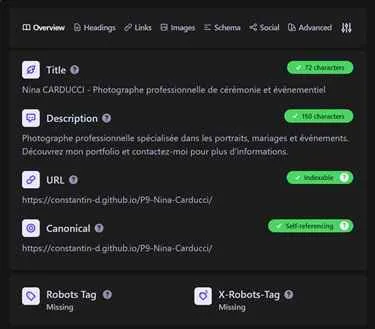 Overview Headings Links Images Schema Social Advanced
Title ?
✓ 72 characters
Nina CARDUCCI - Photographe professionnelle de cérémonie et événementiel
Description ?
✓ 150 characters
Photographe professionnelle spécialisée dans les portraits, mariages et événements.
Découvrez mon portfolio et contactez-moi pour plus d'informations.
URL ?
✓ Indexable ?
https://constantin-d.github.io/P9-Nina-Carducci/
Canonical ?
✓ Self-referencing ?
https://constantin-d.github.io/P9-Nina-Carducci/
Robots Tag ?
Missing
X-Robots-Tag ?
Missing